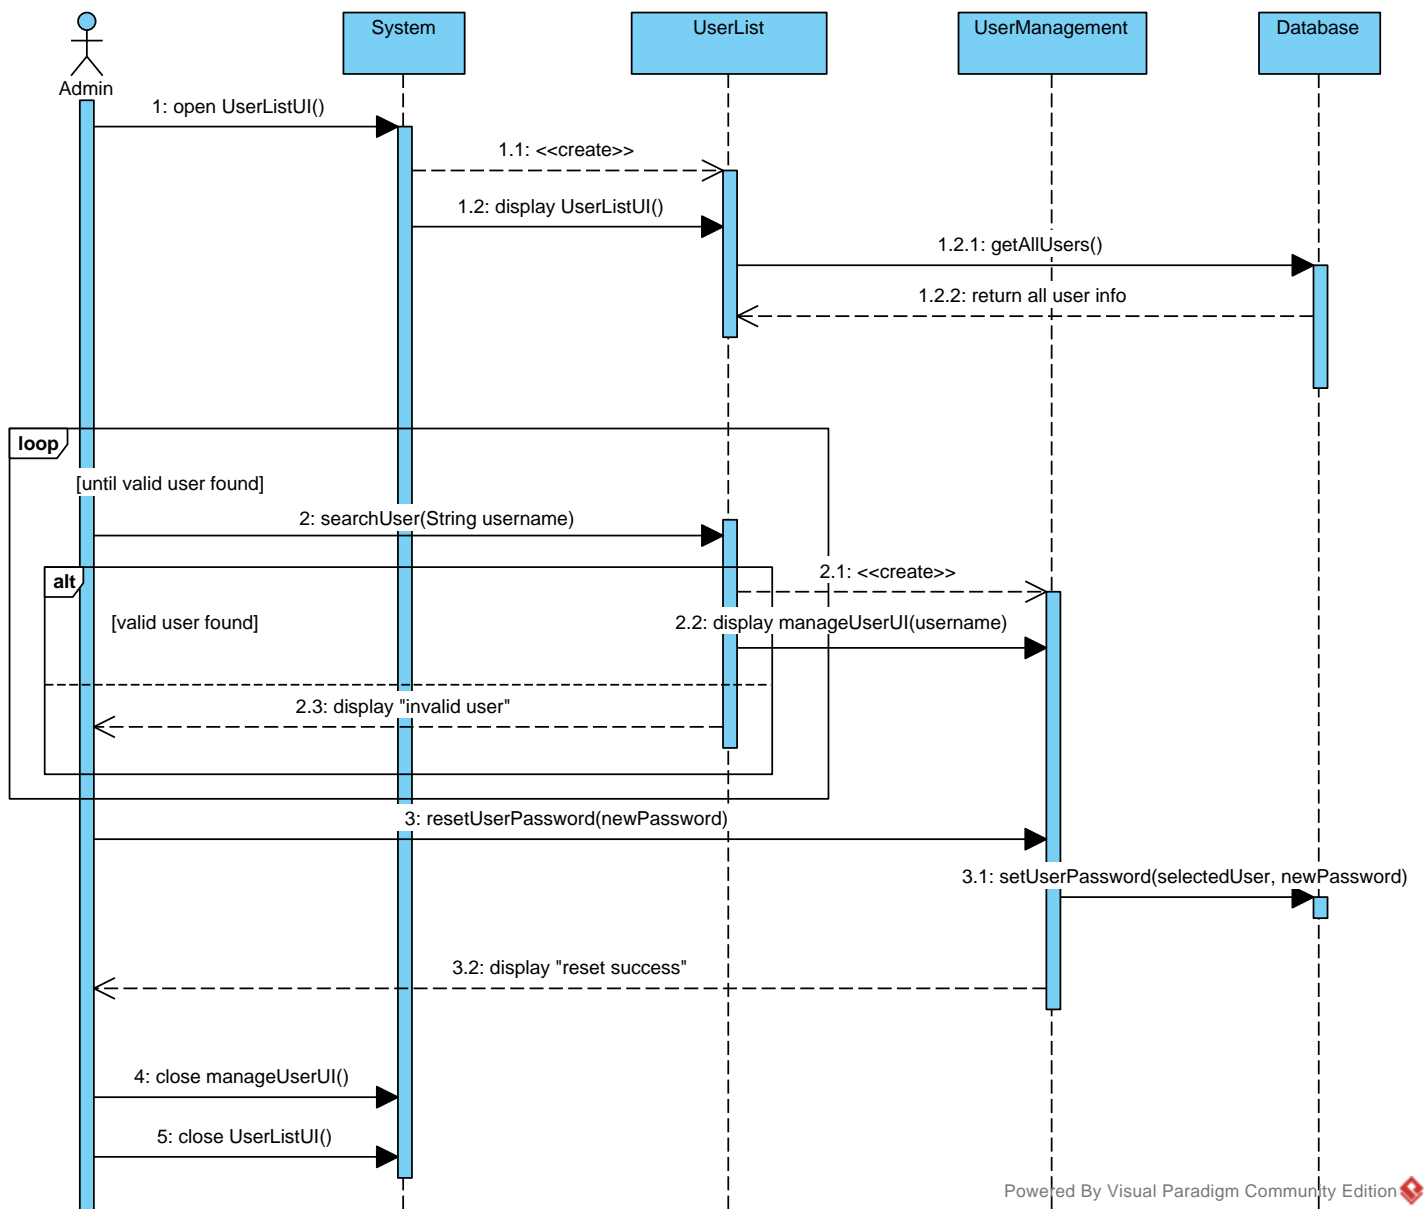 System
UserList
UserManagement
Database
Admin
1: open UserListUI()
1.1: <<create>>
1.2: display UserListUI()
1.2.1: getAllUsers()
1.2.2: return all user info
loop
[until valid user found]
2: searchUser(String username)
alt
2.1: <<create>>
[valid user found]
2.2: display manageUserUI(username)
2.3: display "invalid user"
3: resetUserPassword(newPassword)
3.1: setUserPassword(selectedUser, newPassword)
3.2: display "reset success"
4: close manageUserUI()
5: close UserListUI()
Powered By Visual Paradigm Community Edition